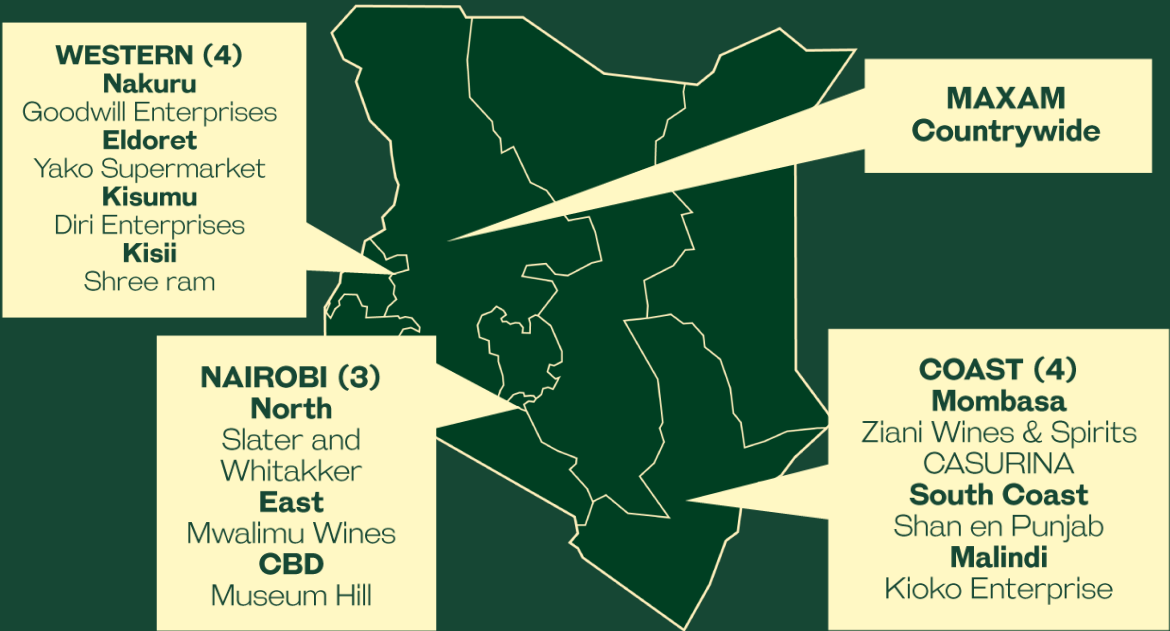 WESTERN (4)
Nakuru
Goodwill Enterprises
Eldoret
Yako Supermarket
Kisumu
Diri Enterprises
Kisii
Shree ram
MAXAM
Countrywide
NAIROBI (3)
North
Slater and
Whitakker
East
Mwalimu Wines
CBD
Museum Hill
COAST (4)
Mombasa
Ziani Wines & Spirits
CASURINA
South Coast
Shan en Punjab
Malindi
Kioko Enterprise